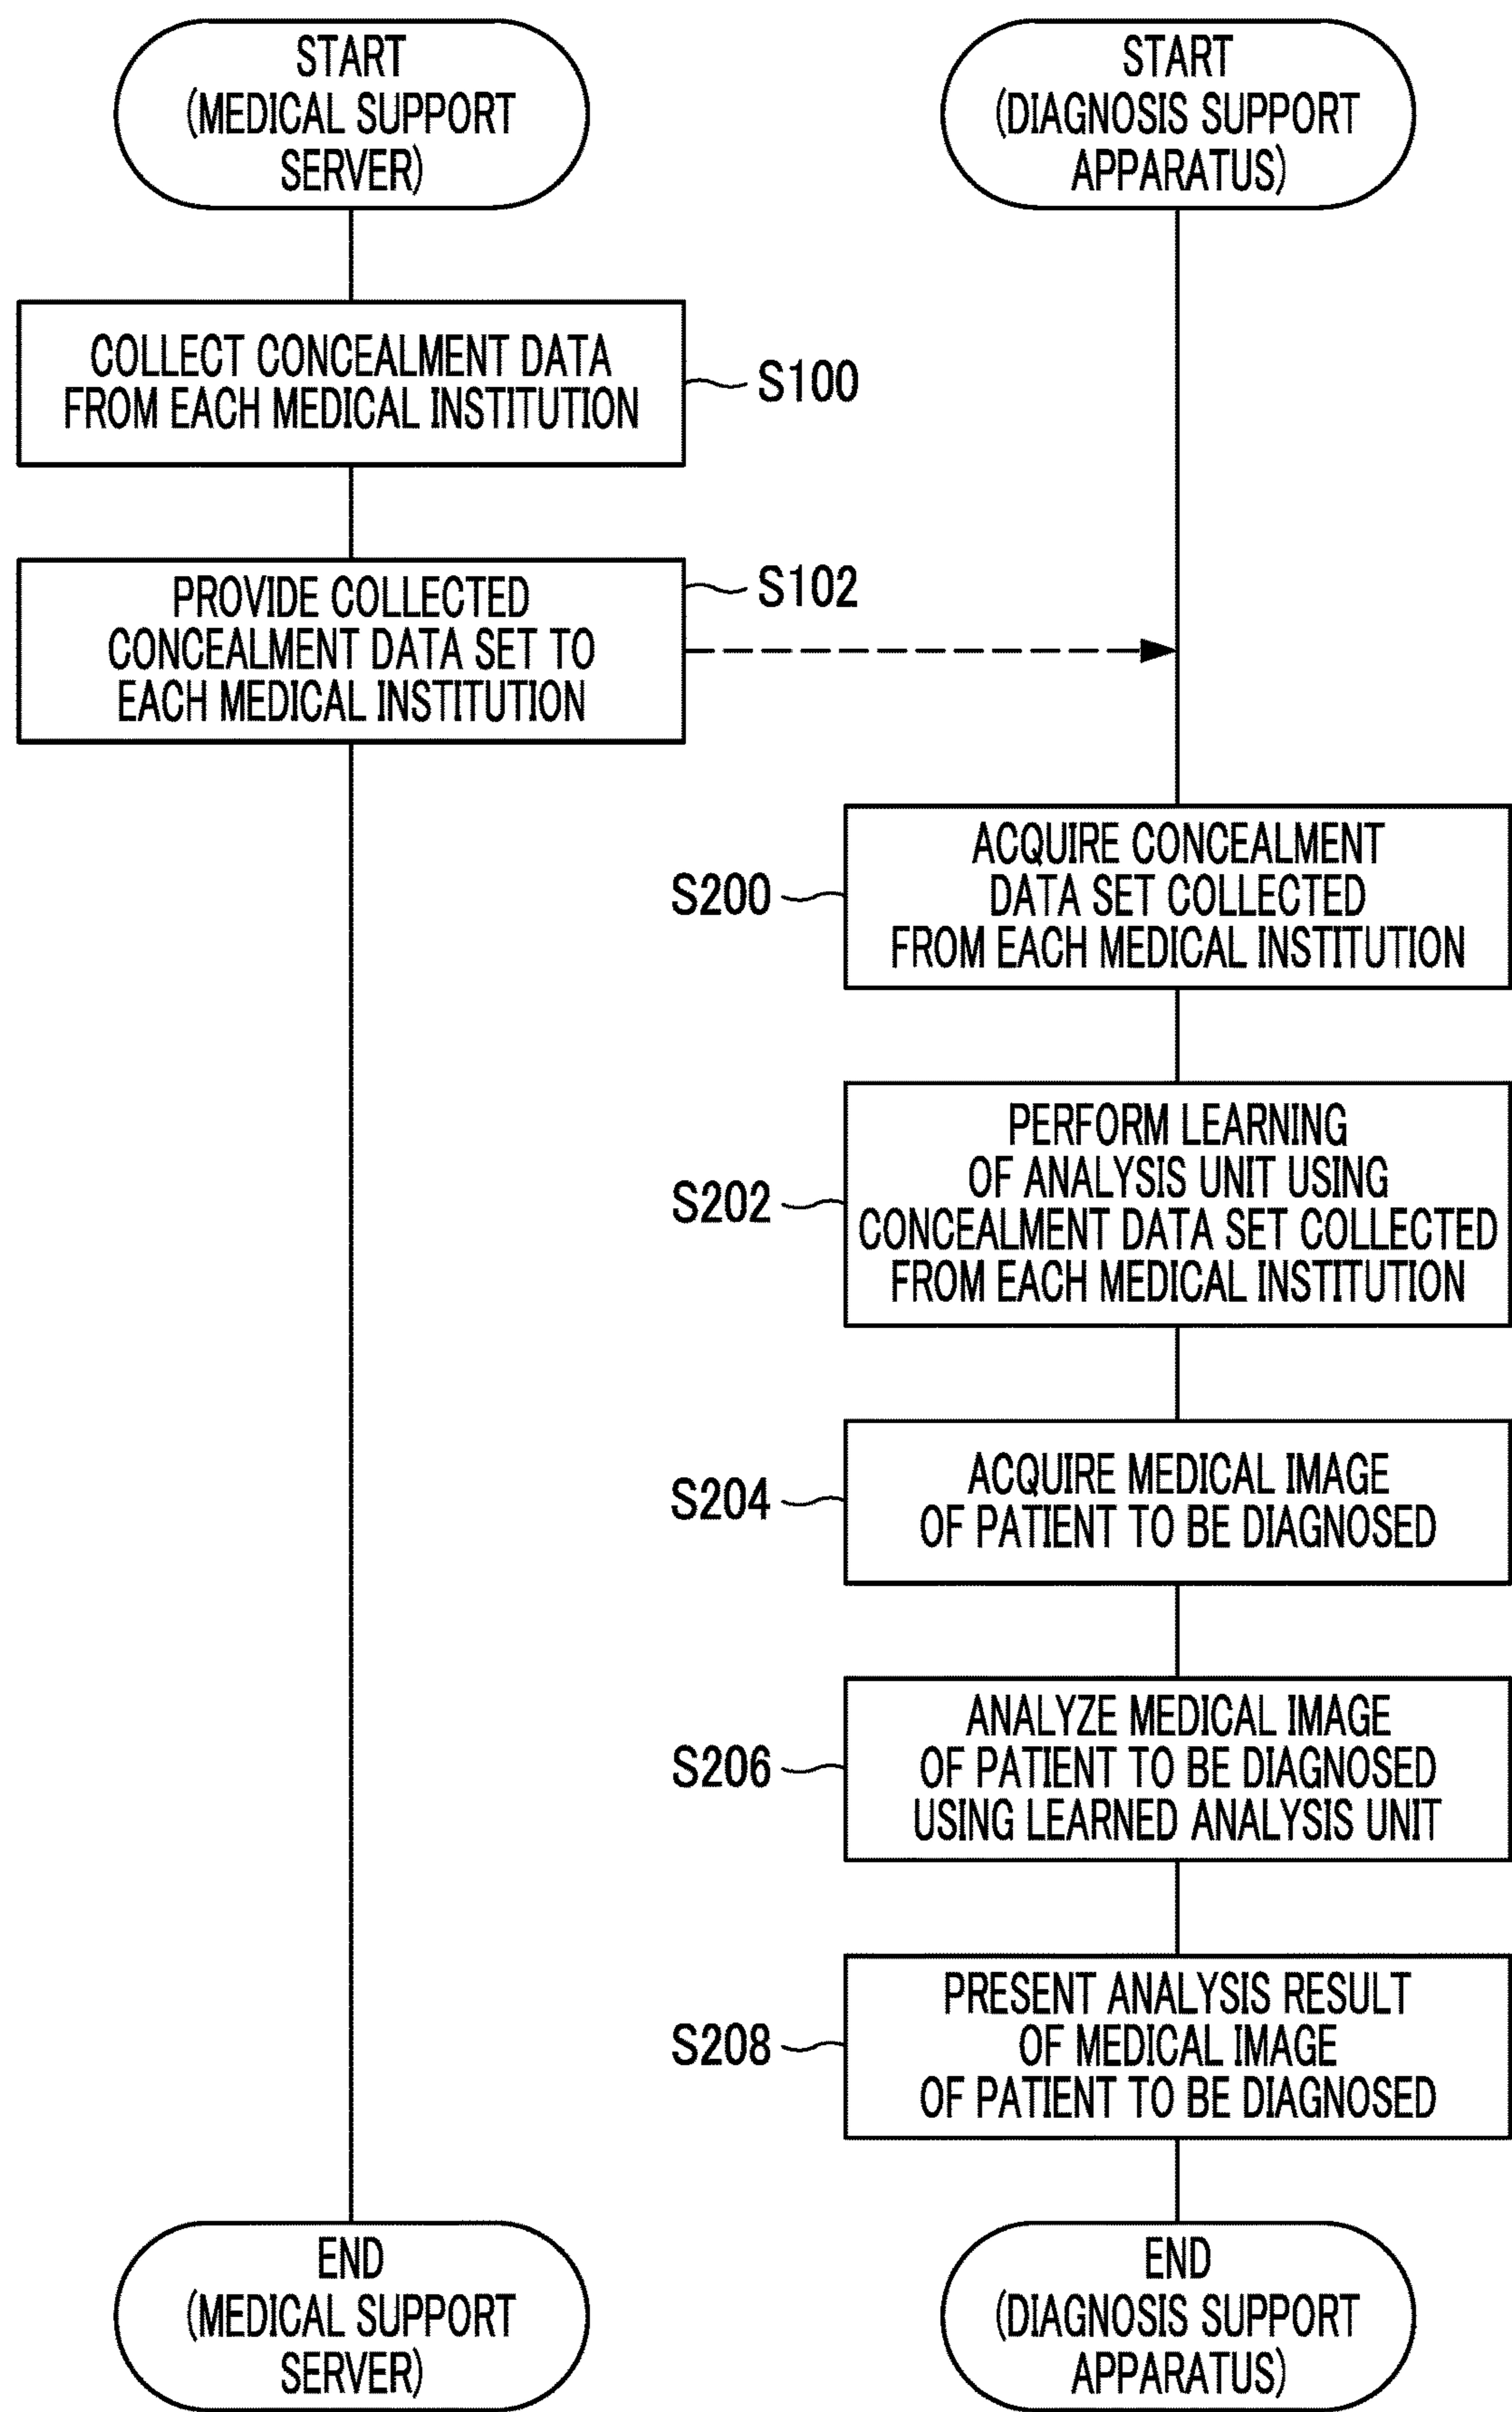 START
(MEDICAL SUPPORT
SERVER)
START
(DIAGNOSIS SUPPORT
APPARATUS)
COLLECT CONCEALMENT DATA
FROM EACH MEDICAL INSTITUTION
S100
PROVIDE COLLECTED
CONCEALMENT DATA SET TO
EACH MEDICAL INSTITUTION
S102
S200
ACQUIRE CONCEALMENT
DATA SET COLLECTED
FROM EACH MEDICAL INSTITUTION
S202
PERFORM LEARNING
OF ANALYSIS UNIT USING
CONCEALMENT DATA SET COLLECTED
FROM EACH MEDICAL INSTITUTION
S204
ACQUIRE MEDICAL IMAGE
OF PATIENT TO BE DIAGNOSED
S206
ANALYZE MEDICAL IMAGE
OF PATIENT TO BE DIAGNOSED
USING LEARNED ANALYSIS UNIT
S208
PRESENT ANALYSIS RESULT
OF MEDICAL IMAGE
OF PATIENT TO BE DIAGNOSED
END
(MEDICAL SUPPORT
SERVER)
END
(DIAGNOSIS SUPPORT
APPARATUS)